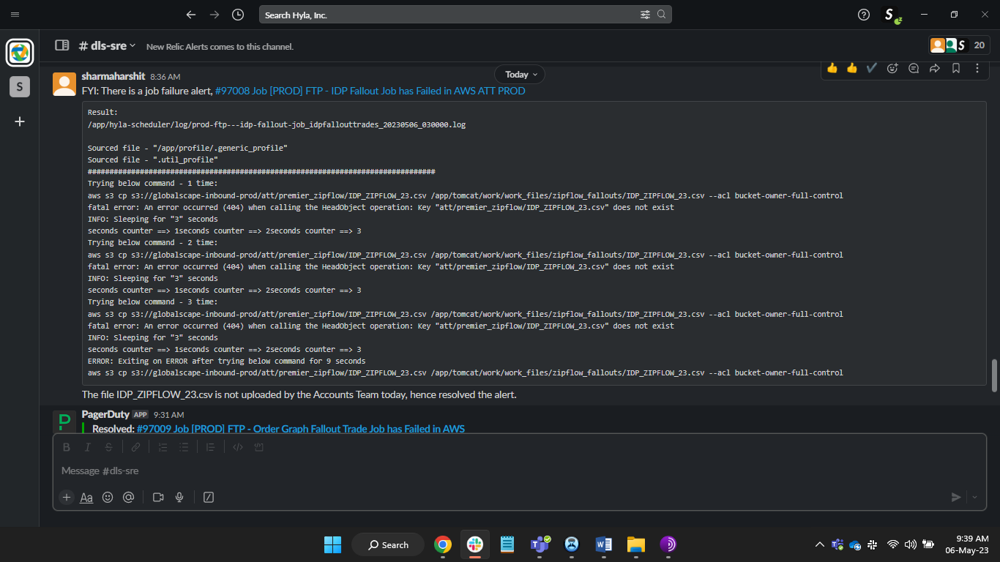 Search Hyla, Inc.
S
# dls-sre
New Relic Alerts comes to this channel.
S 20
S
Today
sharmaharshit 8:36 AM
FYI: There is a job failure alert, #97008 Job [PROD] FTP - IDP Fallout Job has Failed in AWS ATT PROD
Result:
/app/hyla-scheduler/log/prod-ftp---idp-fallout-job_idpfallouttrades_20230506_030000.log
Sourced file - "/app/profile/.generic_profile"
Sourced file - ".util_profile"
################################################################################
Trying below command - 1 time:
aws s3 cp s3://globalscape-inbound-prod/att/premier_zipflow/IDP_ZIPFLOW_23.csv /app/tomcat/work/work_files/zipflow_fallouts/IDP_ZIPFLOW_23.csv --acl bucket-owner-full-control
fatal error: An error occurred (404) when calling the HeadObject operation: Key "att/premier_zipflow/IDP_ZIPFLOW_23.csv" does not exist
INFO: Sleeping for "3" seconds
seconds counter ==> 1seconds counter ==> 2seconds counter ==> 3
Trying below command - 2 time:
aws s3 cp s3://globalscape-inbound-prod/att/premier_zipflow/IDP_ZIPFLOW_23.csv /app/tomcat/work/work_files/zipflow_fallouts/IDP_ZIPFLOW_23.csv --acl bucket-owner-full-control
fatal error: An error occurred (404) when calling the HeadObject operation: Key "att/premier_zipflow/IDP_ZIPFLOW_23.csv" does not exist
INFO: Sleeping for "3" seconds
seconds counter ==> 1seconds counter ==> 2seconds counter ==> 3
Trying below command - 3 time:
aws s3 cp s3://globalscape-inbound-prod/att/premier_zipflow/IDP_ZIPFLOW_23.csv /app/tomcat/work/work_files/zipflow_fallouts/IDP_ZIPFLOW_23.csv --acl bucket-owner-full-control
fatal error: An error occurred (404) when calling the HeadObject operation: Key "att/premier_zipflow/IDP_ZIPFLOW_23.csv" does not exist
INFO: Sleeping for "3" seconds
seconds counter ==> 1seconds counter ==> 2seconds counter ==> 3
ERROR: Exiting on ERROR after trying below command for 9 seconds
aws s3 cp s3://globalscape-inbound-prod/att/premier_zipflow/IDP_ZIPFLOW_23.csv /app/tomcat/work/work_files/zipflow_fallouts/IDP_ZIPFLOW_23.csv --acl bucket-owner-full-control
The file IDP_ZIPFLOW_23.csv is not uploaded by the Accounts Team today, hence resolved the alert.
PagerDuty APP 9:31 AM
Resolved: #97009 Job [PROD] FTP - Order Graph Fallout Trade Job has Failed in AWS
B I S
Message #dls-sre
Aa
Search
9:39 AM
06-May-23